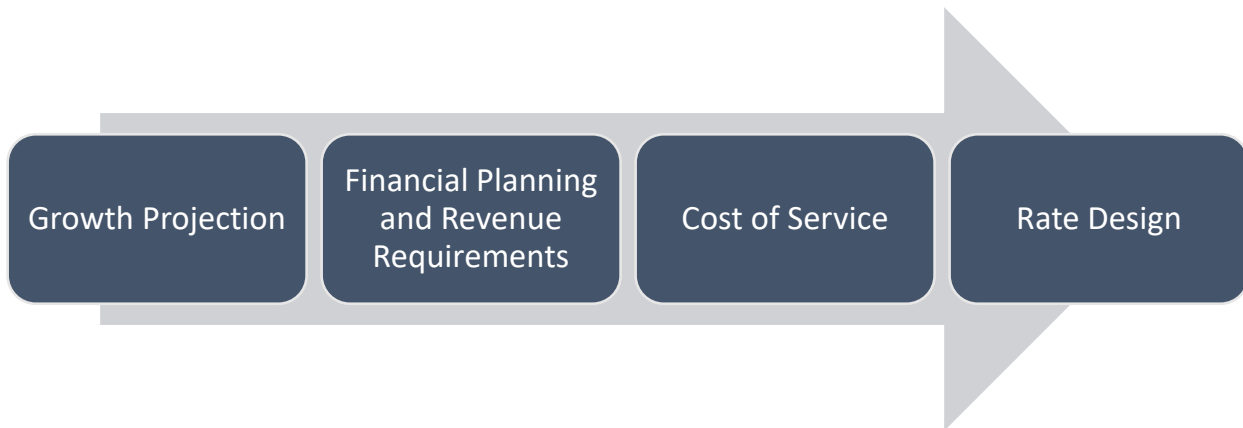 Growth Projection
Financial Planning
and Revenue
Requirements
Cost of Service
Rate Design